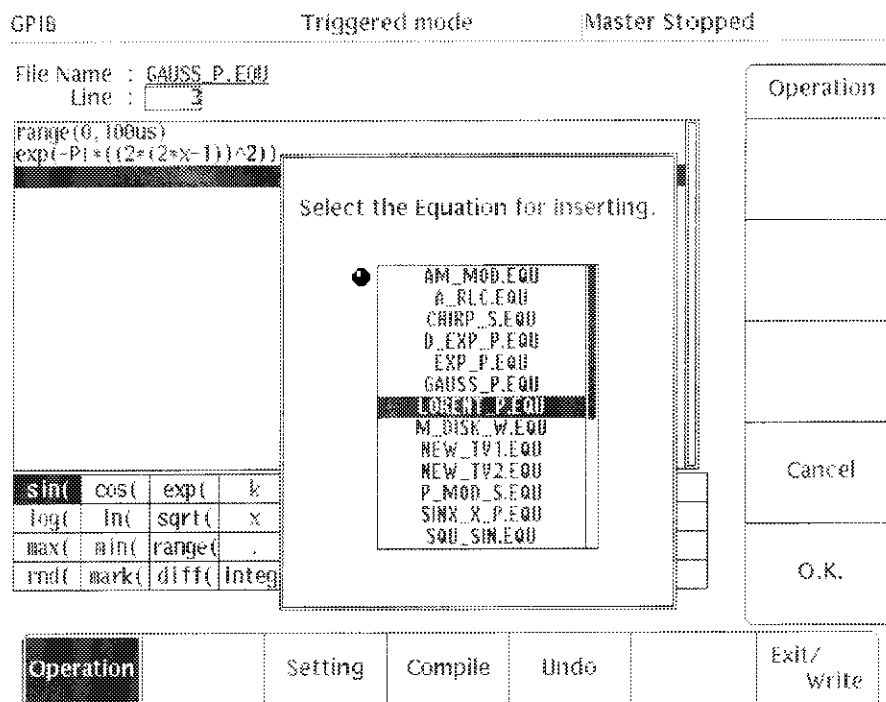 GPIB Triggered mode Master Stopped
File Name : GAUSS_P.EQU
Line : 3
range(0,100us)
exp(-PI*((2*(2*x-1))^2))
Select the Equation for inserting.
AM_MOD.EQU
A_RLC.EQU
CHIRP_S.EQU
D_EXP_P.EQU
EXP_P.EQU
GAUSS_P.EQU
LORENT_P.EQU
M_DISK_W.EQU
NEW_TV1.EQU
NEW_TV2.EQU
P_MOD_S.EQU
SINX_X_P.EQU
SQU_SIN.EQU
sin( cos( exp( k
log( ln( sqrt( x
max( min( range( .
rnd( mark( diff( integ
Operation
Cancel
O.K.
Operation Setting Compile Undo Exit/
Write